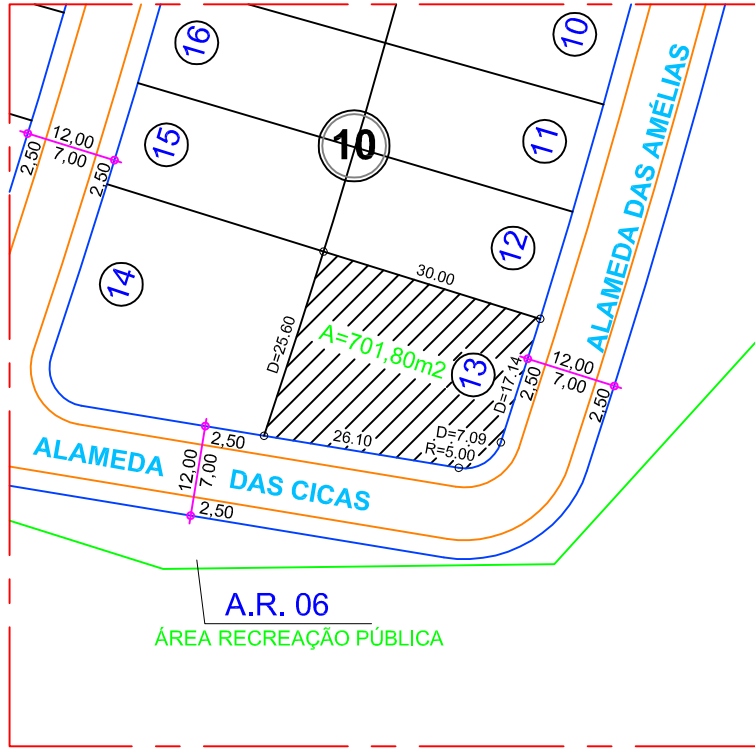 16
10
ALAMEDA DAS AMÉLIAS
12,00
7,00
2,50
2,50
15
10
11
14
12
30.00
D=25.60
A=701,80m2
13
D=17.14
12,00
7,00
2,50
2,50
D=7.09
R=5.00
26.10
2,50
12,00
7,00
2,50
ALAMEDA DAS CICAS
A.R. 06
ÁREA RECREAÇÃO PÚBLICA